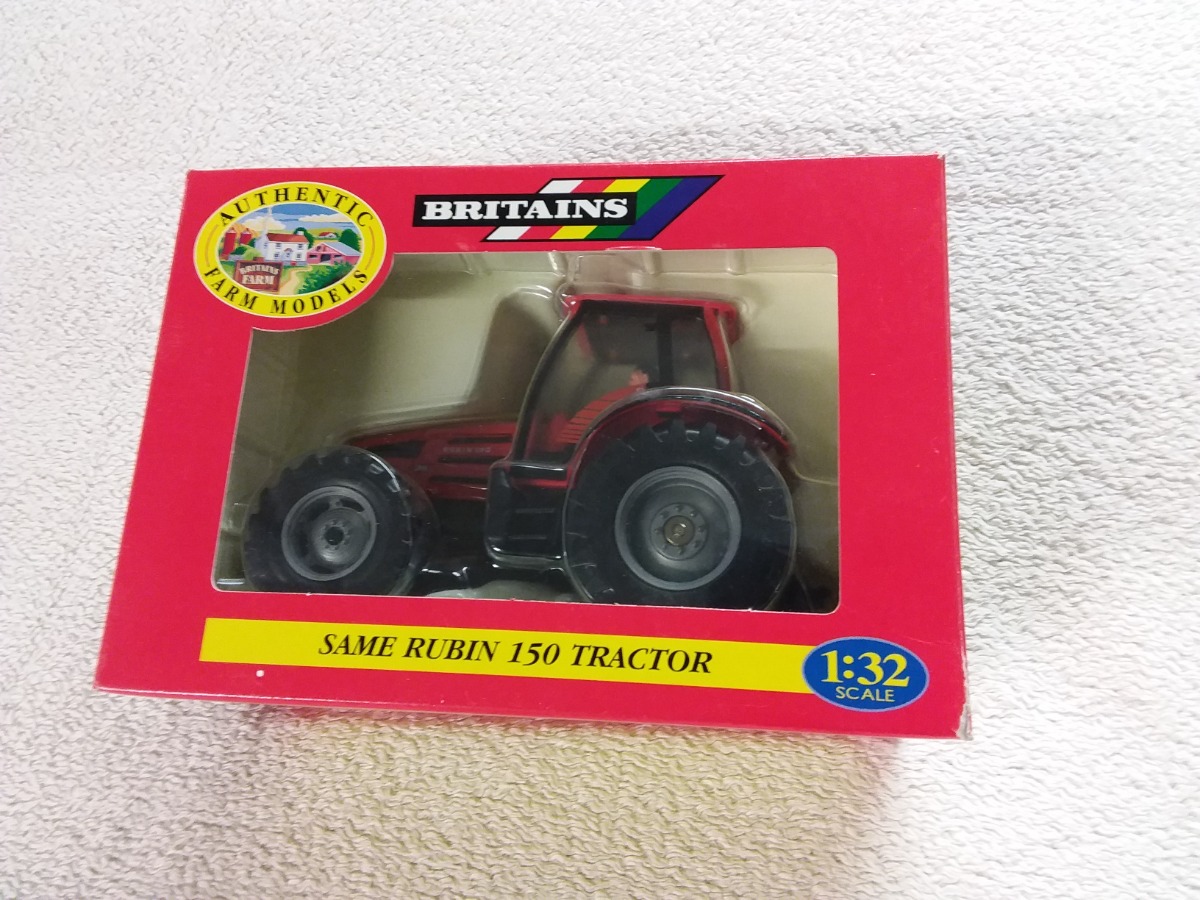 AUTHENTIC
BRITAINS
FARM
FARM MODELS
BRITAINS
SAME RUBIN 150 TRACTOR
1:32
SCALE